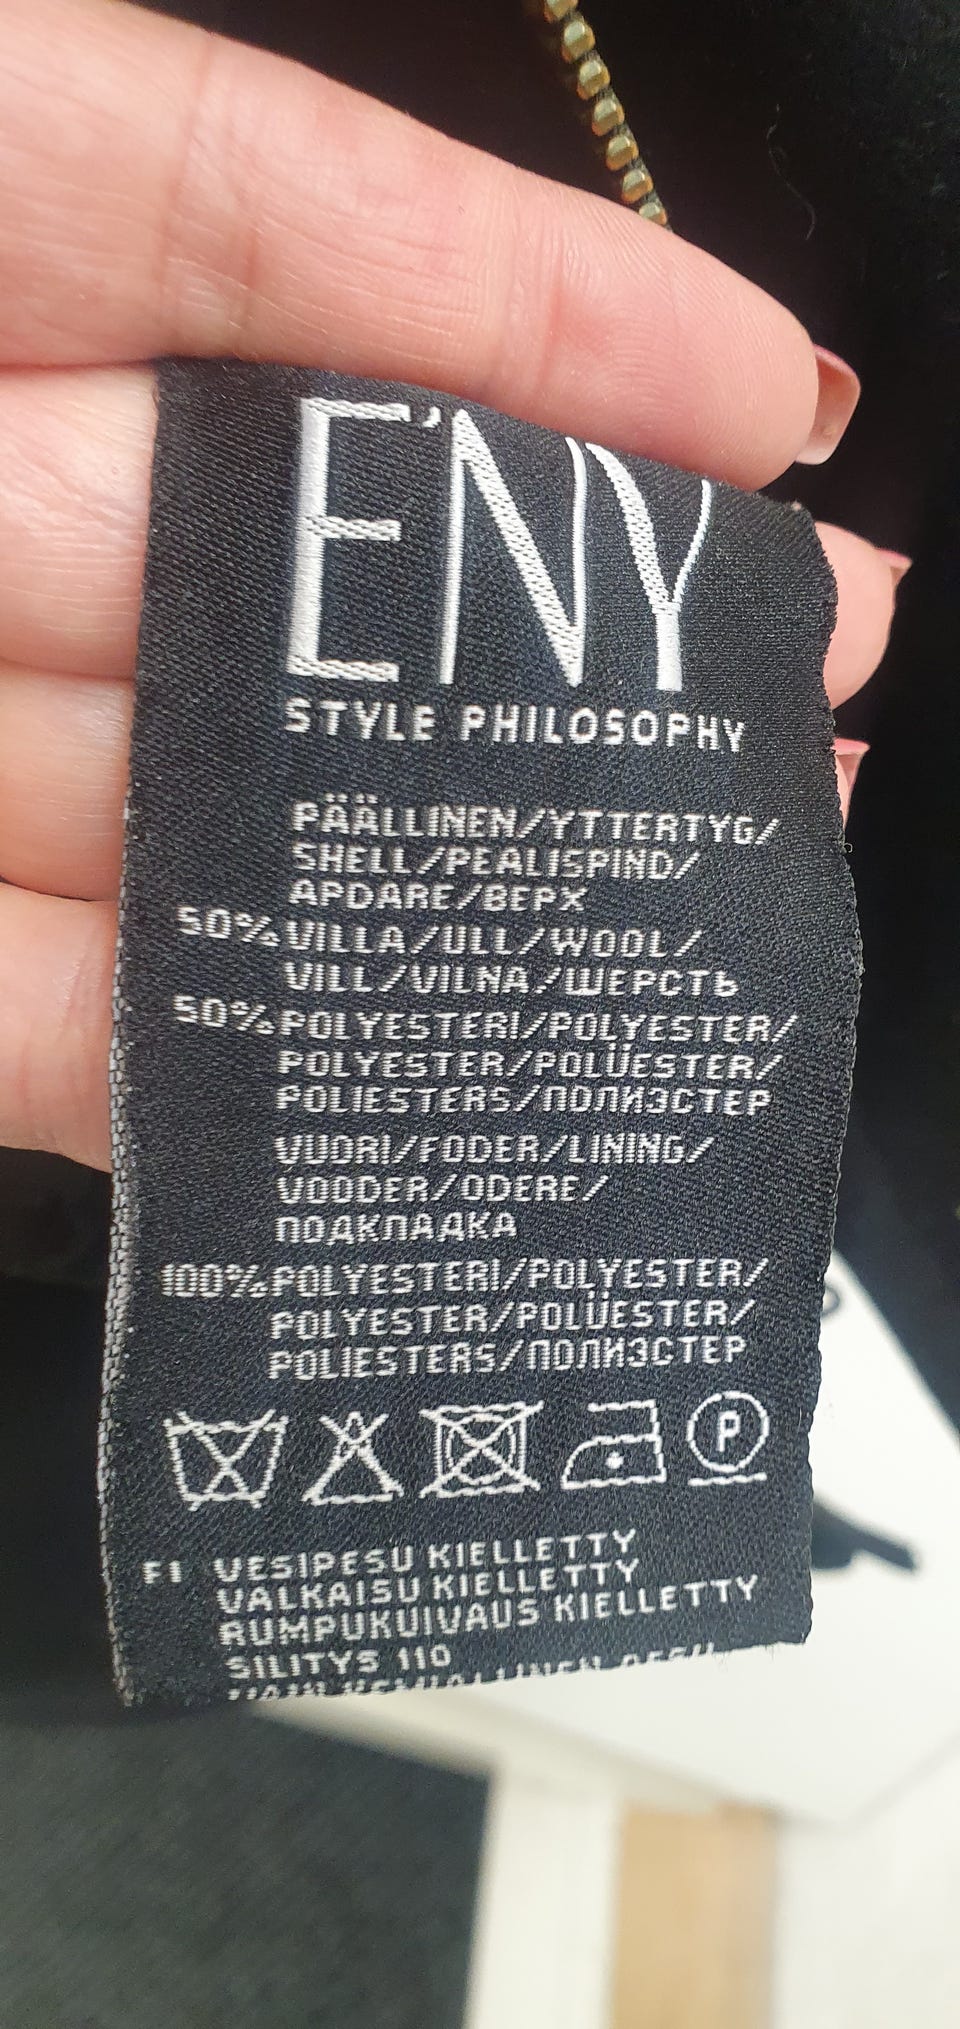 E'NY
STYLE PHILOSOPHY
PÄÄLLINEN/YTTERTYG/
SHELL/PEALISPIND/
APDARE/ВЕРХ
50% VILLA/ULL/WOOL/
VILL/VILNA/ШЕРСТЬ
50% POLYESTERI/POLYESTER/
POLYESTER/POLÜESTER/
POLIESTERS/ПОЛИЭСТЕР
VUORI/FODER/LINING/
VOODER/ODERE/
ПОДКЛАДКА
100% POLYESTERI/POLYESTER/
POLYESTER/POLÜESTER/
POLIESTERS/ПОЛИЭСТЕР
P
FI VESIPESU KIELLETTY
VALKAISU KIELLETTY
RUMPUKUIVAUS KIELLETTY
SILITYS 110